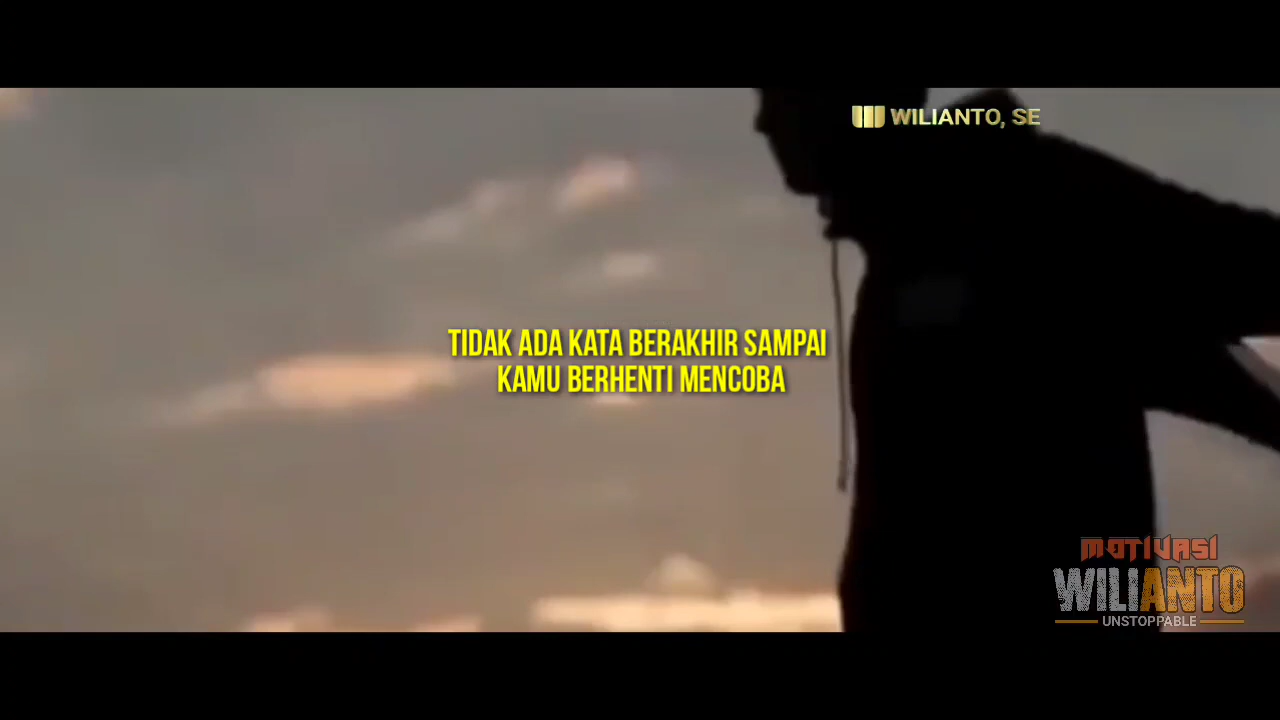 WILIANTO, SE
TIDAK ADA KATA BERAKHIR SAMPAI
KAMU BERHENTI MENCOBA
MOTIVASI
WILIANTO
UNSTOPPABLE